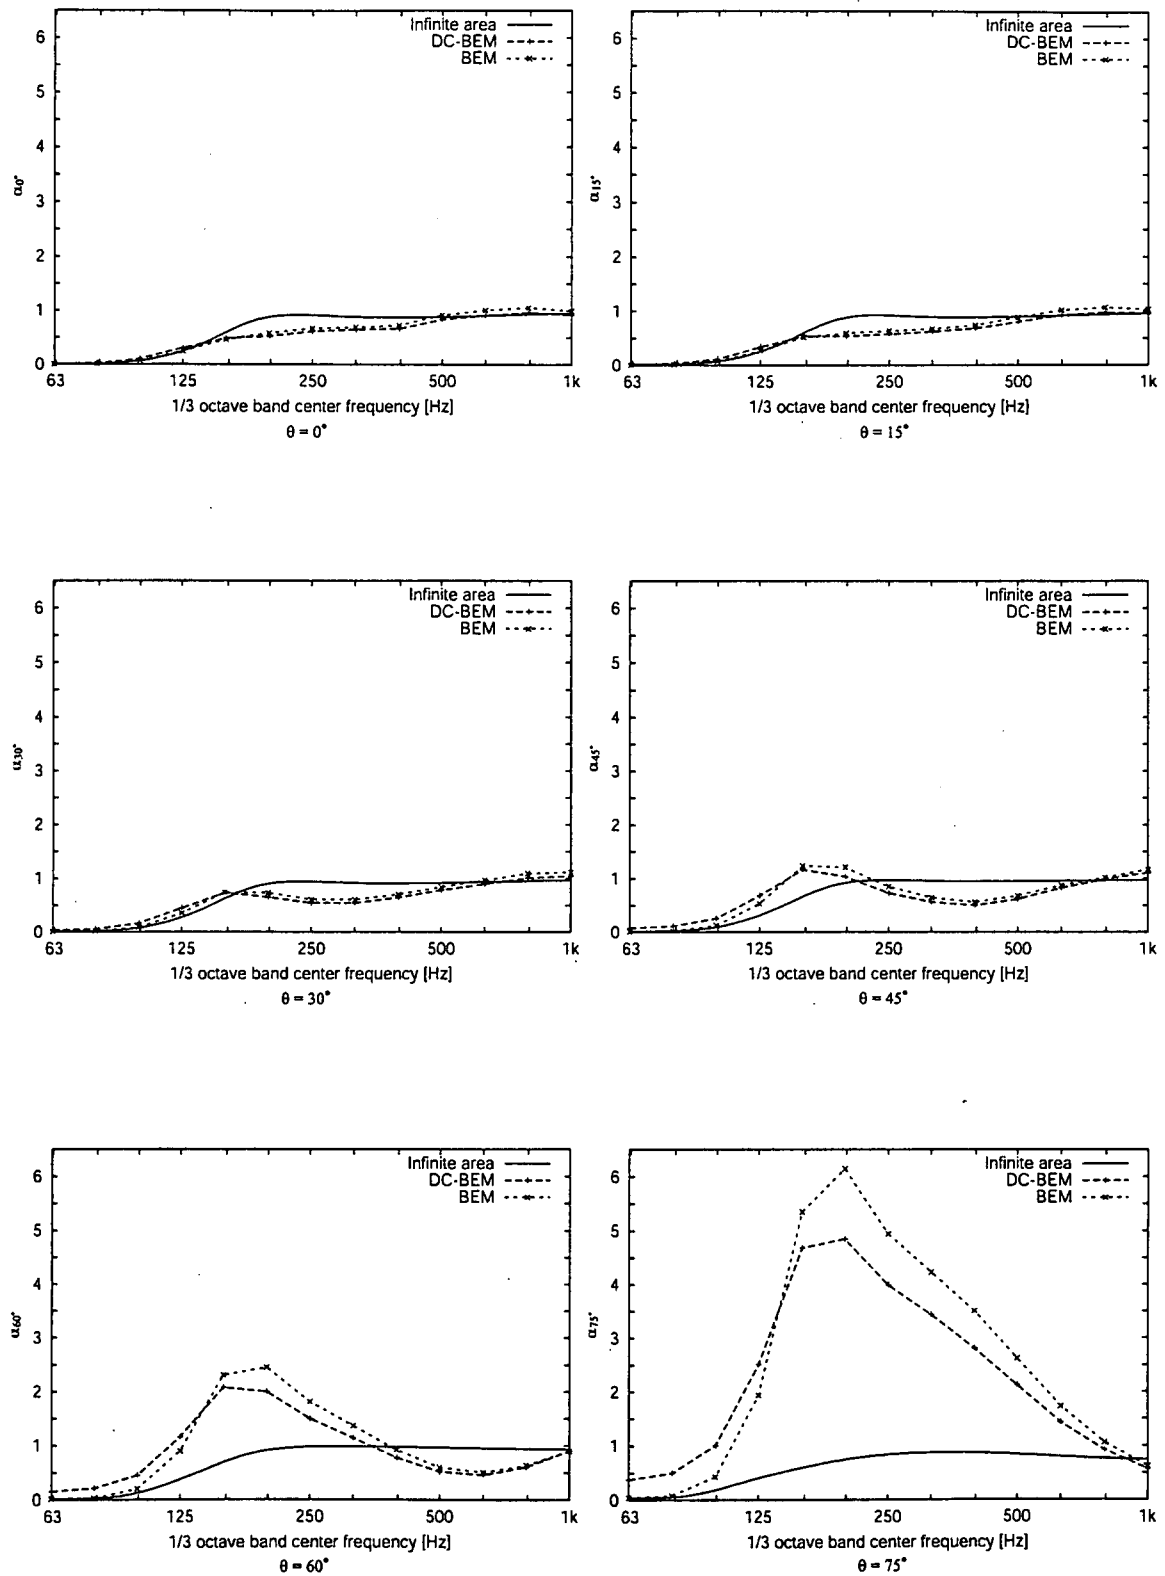 Infinite area
DC-BEM
BEM
6
5
4
3
2
1
0
α0°
63 125 250 500 1k
1/3 octave band center frequency [Hz]
θ = 0°
Infinite area
DC-BEM
BEM
6
5
4
3
2
1
0
α15°
63 125 250 500 1k
1/3 octave band center frequency [Hz]
θ = 15°
Infinite area
DC-BEM
BEM
6
5
4
3
2
1
0
α30°
63 125 250 500 1k
1/3 octave band center frequency [Hz]
θ = 30°
Infinite area
DC-BEM
BEM
6
5
4
3
2
1
0
α45°
63 125 250 500 1k
1/3 octave band center frequency [Hz]
θ = 45°
Infinite area
DC-BEM
BEM
6
5
4
3
2
1
0
α60°
63 125 250 500 1k
1/3 octave band center frequency [Hz]
θ = 60°
Infinite area
DC-BEM
BEM
6
5
4
3
2
1
0
α75°
63 125 250 500 1k
1/3 octave band center frequency [Hz]
θ = 75°